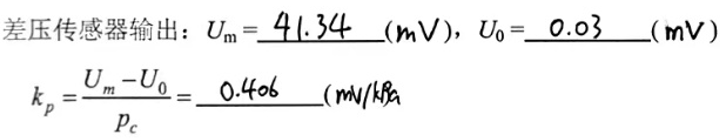 差压传感器输出：Um = 41.34 (mV)，U0 = 0.03 (mV)
kp = (Um − U0) / pc = 0.406 (mV/kPa